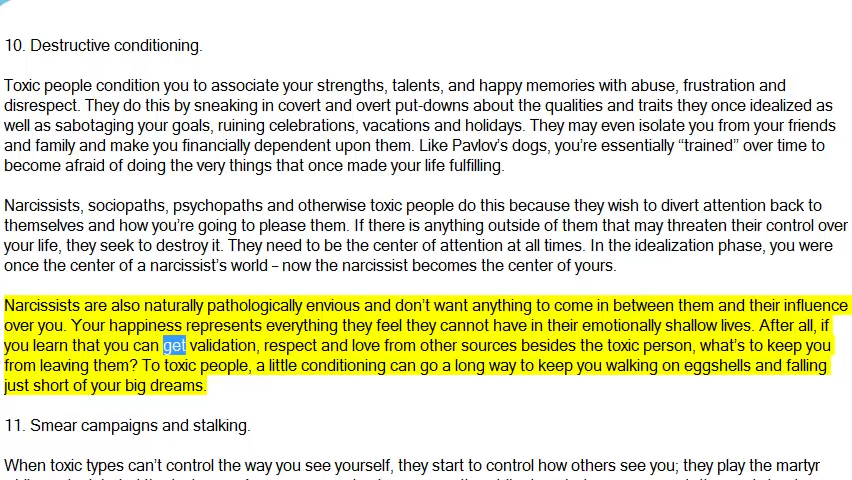 10. Destructive conditioning.
Toxic people condition you to associate your strengths, talents, and happy memories with abuse, frustration and
disrespect. They do this by sneaking in covert and overt put-downs about the qualities and traits they once idealized as
well as sabotaging your goals, ruining celebrations, vacations and holidays. They may even isolate you from your friends
and family and make you financially dependent upon them. Like Pavlov’s dogs, you’re essentially “trained” over time to
become afraid of doing the very things that once made your life fulfilling.
Narcissists, sociopaths, psychopaths and otherwise toxic people do this because they wish to divert attention back to
themselves and how you’re going to please them. If there is anything outside of them that may threaten their control over
your life, they seek to destroy it. They need to be the center of attention at all times. In the idealization phase, you were
once the center of a narcissist’s world – now the narcissist becomes the center of yours.
Narcissists are also naturally pathologically envious and don’t want anything to come in between them and their influence
over you. Your happiness represents everything they feel they cannot have in their emotionally shallow lives. After all, if
you learn that you can get validation, respect and love from other sources besides the toxic person, what’s to keep you
from leaving them? To toxic people, a little conditioning can go a long way to keep you walking on eggshells and falling
just short of your big dreams.
11. Smear campaigns and stalking.
When toxic types can’t control the way you see yourself, they start to control how others see you; they play the martyr